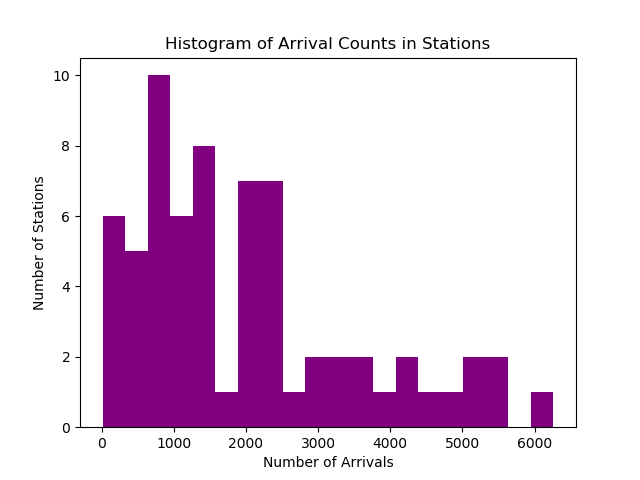 Histogram of Arrival Counts in Stations
10
8
6
4
2
0
Number of Stations
0 1000 2000 3000 4000 5000 6000
Number of Arrivals